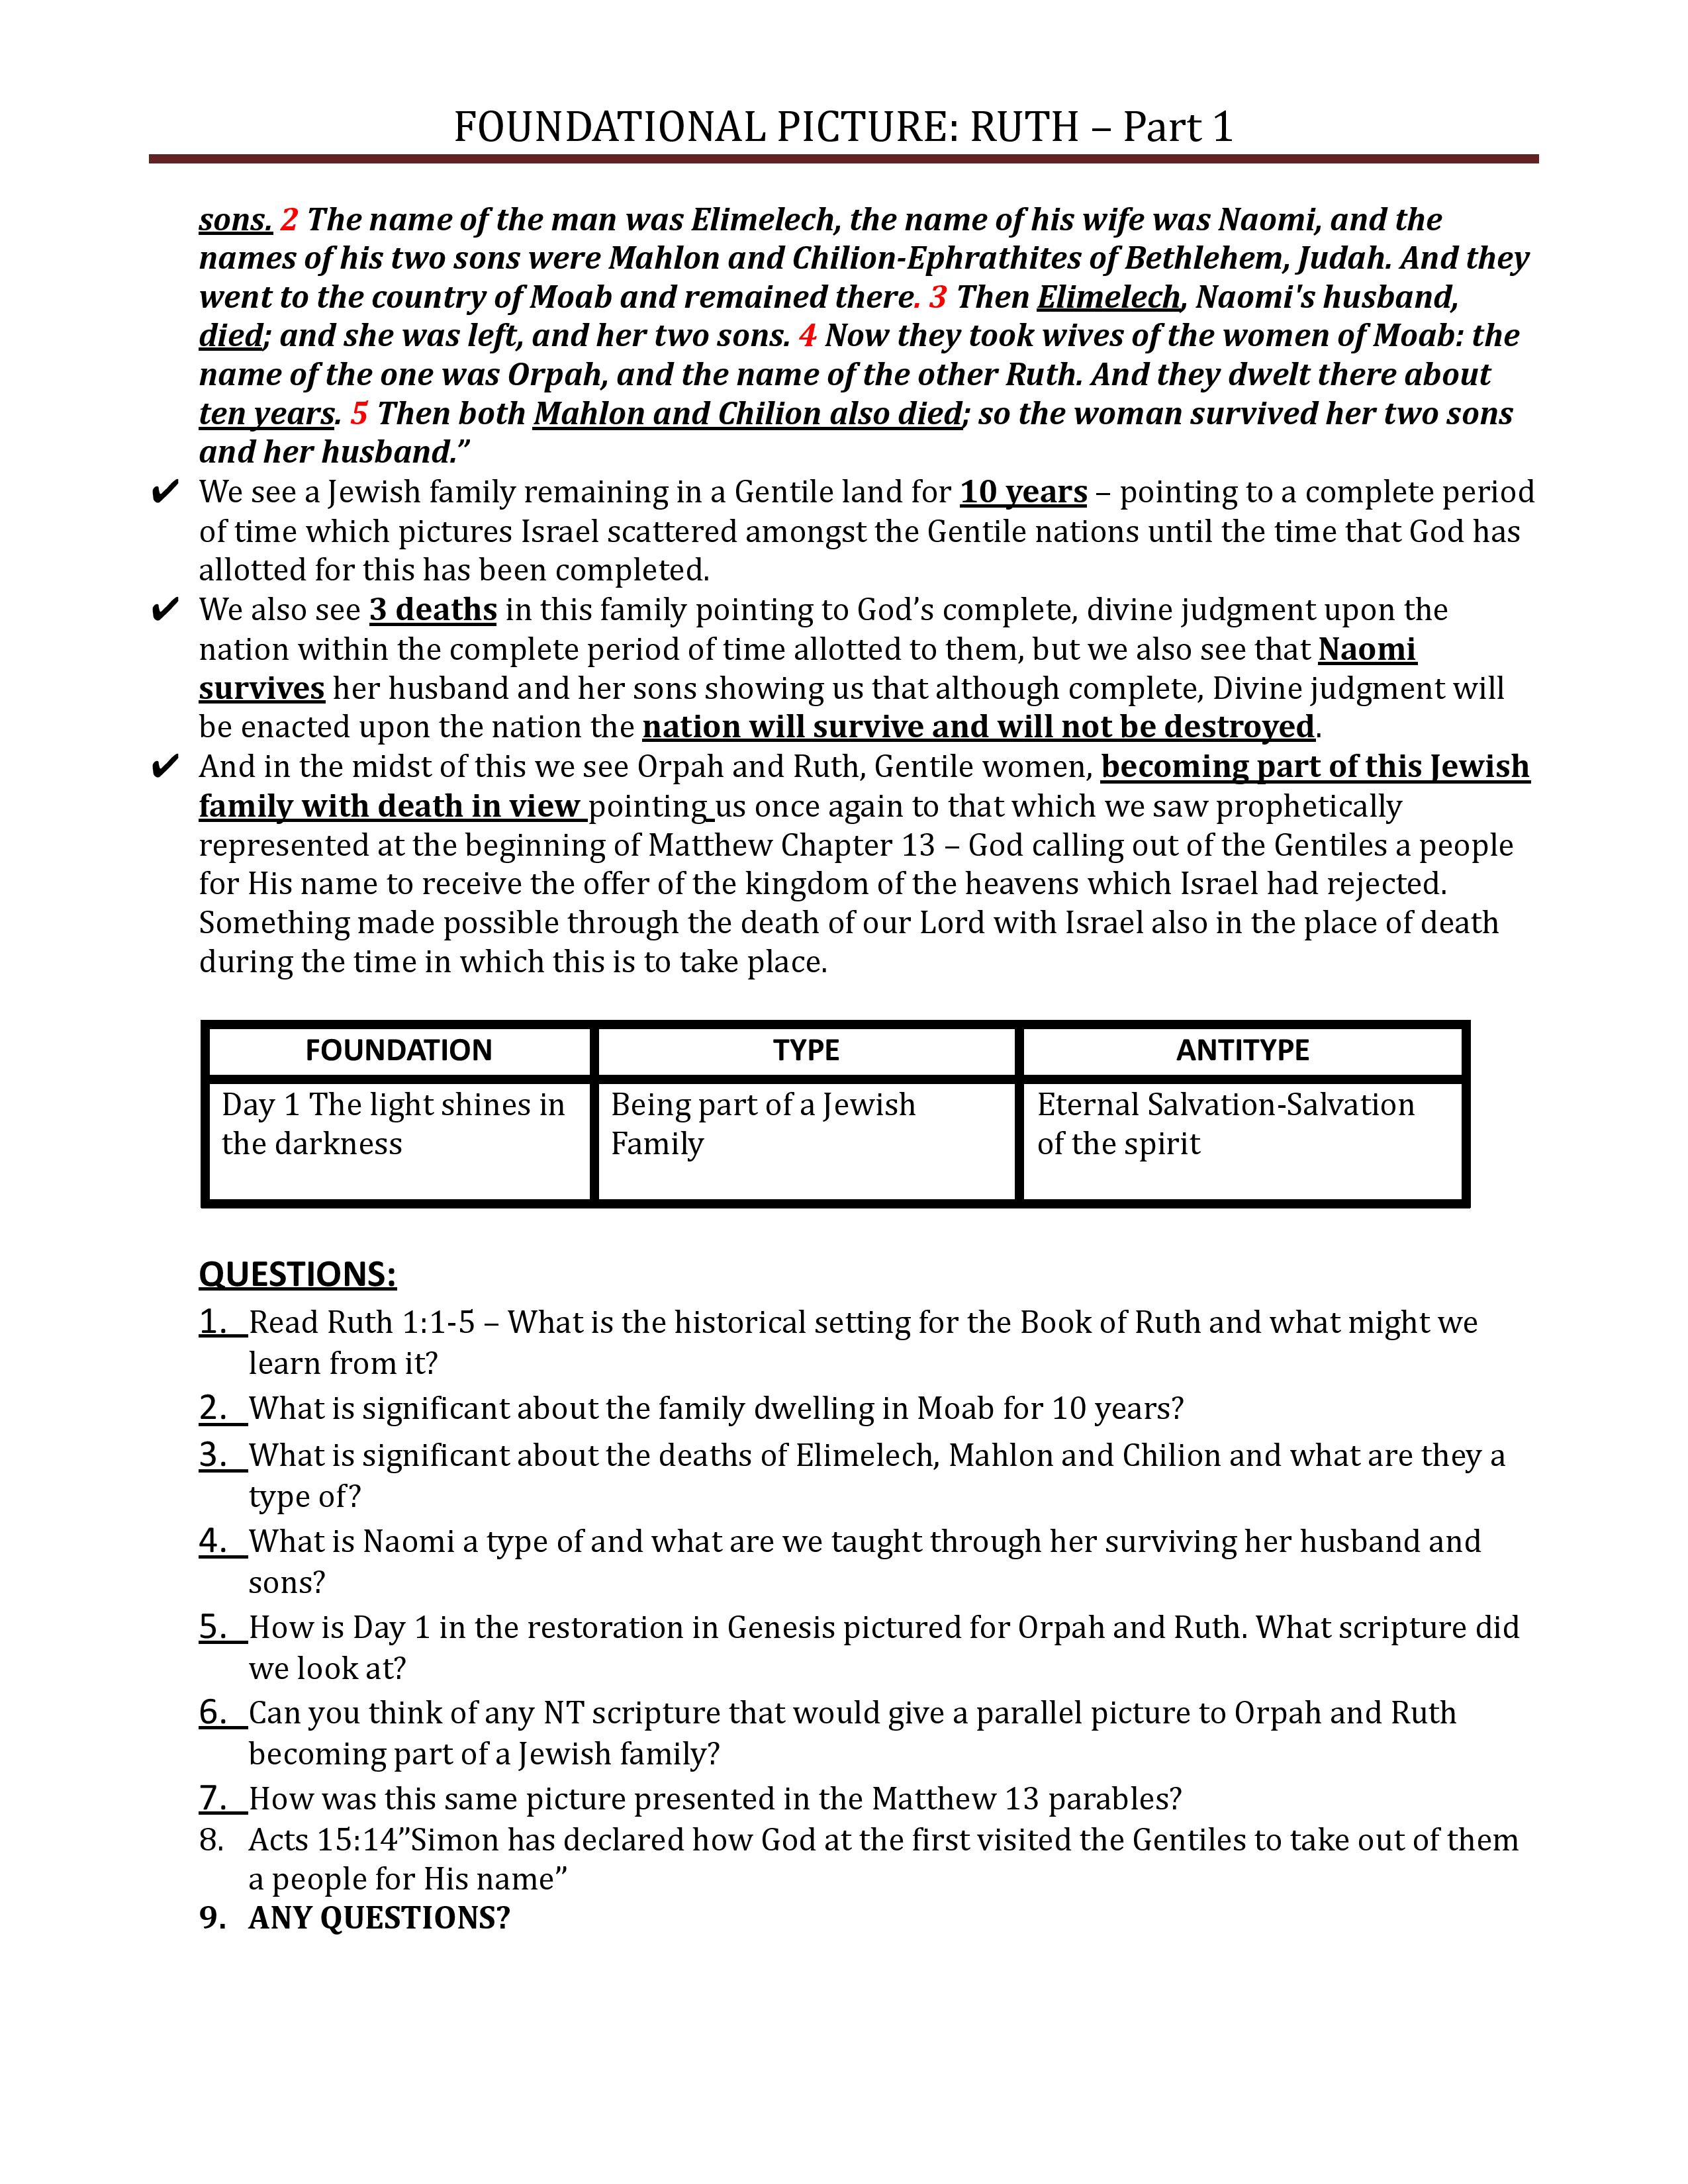 FOUNDATIONAL PICTURE: RUTH – Part 1
sons. 2 The name of the man was Elimelech, the name of his wife was Naomi, and the
names of his two sons were Mahlon and Chilion-Ephrathites of Bethlehem, Judah. And they
went to the country of Moab and remained there. 3 Then Elimelech, Naomi's husband,
died; and she was left, and her two sons. 4 Now they took wives of the women of Moab: the
name of the one was Orpah, and the name of the other Ruth. And they dwelt there about
ten years. 5 Then both Mahlon and Chilion also died; so the woman survived her two sons
and her husband.”
✔ We see a Jewish family remaining in a Gentile land for 10 years – pointing to a complete period
of time which pictures Israel scattered amongst the Gentile nations until the time that God has
allotted for this has been completed.
✔ We also see 3 deaths in this family pointing to God’s complete, divine judgment upon the
nation within the complete period of time allotted to them, but we also see that Naomi
survives her husband and her sons showing us that although complete, Divine judgment will
be enacted upon the nation the nation will survive and will not be destroyed.
✔ And in the midst of this we see Orpah and Ruth, Gentile women, becoming part of this Jewish
family with death in view pointing us once again to that which we saw prophetically
represented at the beginning of Matthew Chapter 13 – God calling out of the Gentiles a people
for His name to receive the offer of the kingdom of the heavens which Israel had rejected.
Something made possible through the death of our Lord with Israel also in the place of death
during the time in which this is to take place.
FOUNDATION TYPE ANTITYPE
Day 1 The light shines in Being part of a Jewish Eternal Salvation-Salvation
the darkness Family of the spirit
QUESTIONS:
1. Read Ruth 1:1-5 – What is the historical setting for the Book of Ruth and what might we
learn from it?
2. What is significant about the family dwelling in Moab for 10 years?
3. What is significant about the deaths of Elimelech, Mahlon and Chilion and what are they a
type of?
4. What is Naomi a type of and what are we taught through her surviving her husband and
sons?
5. How is Day 1 in the restoration in Genesis pictured for Orpah and Ruth. What scripture did
we look at?
6. Can you think of any NT scripture that would give a parallel picture to Orpah and Ruth
becoming part of a Jewish family?
7. How was this same picture presented in the Matthew 13 parables?
8. Acts 15:14”Simon has declared how God at the first visited the Gentiles to take out of them
a people for His name”
9. ANY QUESTIONS?